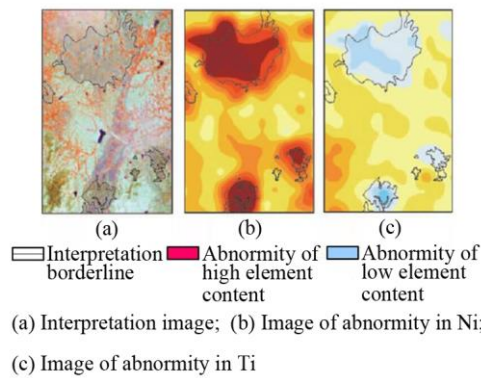 (a) (b) (c)
Interpretation Abnormity of Abnormity of
borderline high element low element
content content
(a) Interpretation image; (b) Image of abnormity in Ni;
(c) Image of abnormity in Ti